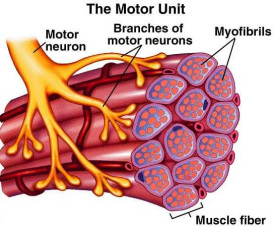 The Motor Unit
Motor
neuron
Branches of
motor neurons
Myofibrils
Muscle fiber